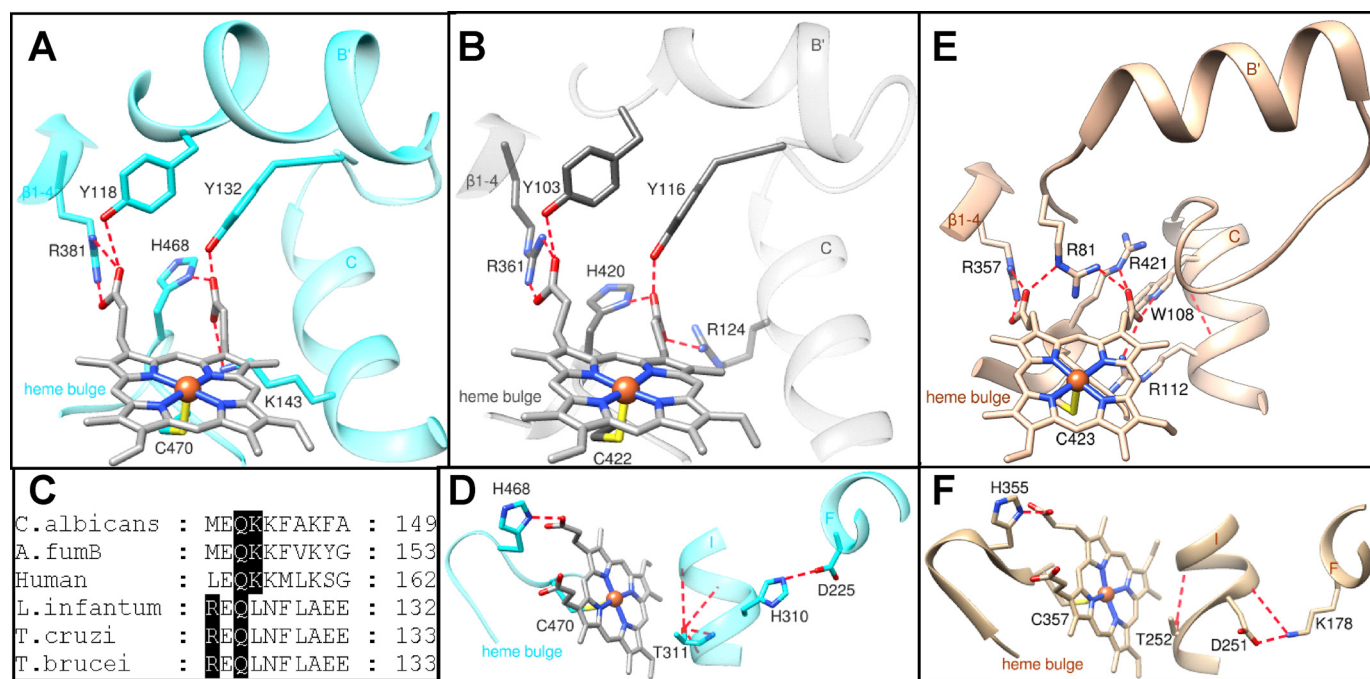 A
B'
β1-4
Y118
Y132
H468
R381
C
heme bulge
K143
C470
B
B'
β1-4
Y103
Y116
C
R361
H420
R124
heme bulge
C422
E
B'
β1-4
C
R81
R421
R357
W108
heme bulge
R112
C423
C
C.albicans : MEQKKFAKFA : 149
A.fumB : MEQKKFVKYG : 153
Human : LEQKKMLKSG : 162
L.infantum : REQLNFLAEE : 132
T.cruzi : REQLNFLAEE : 133
T.brucei : REQLNFLAEE : 133
D
H468
F
I
D225
H310
C470
T311
heme bulge
F
H355
I
F
C357
T252
K178
D251
heme bulge